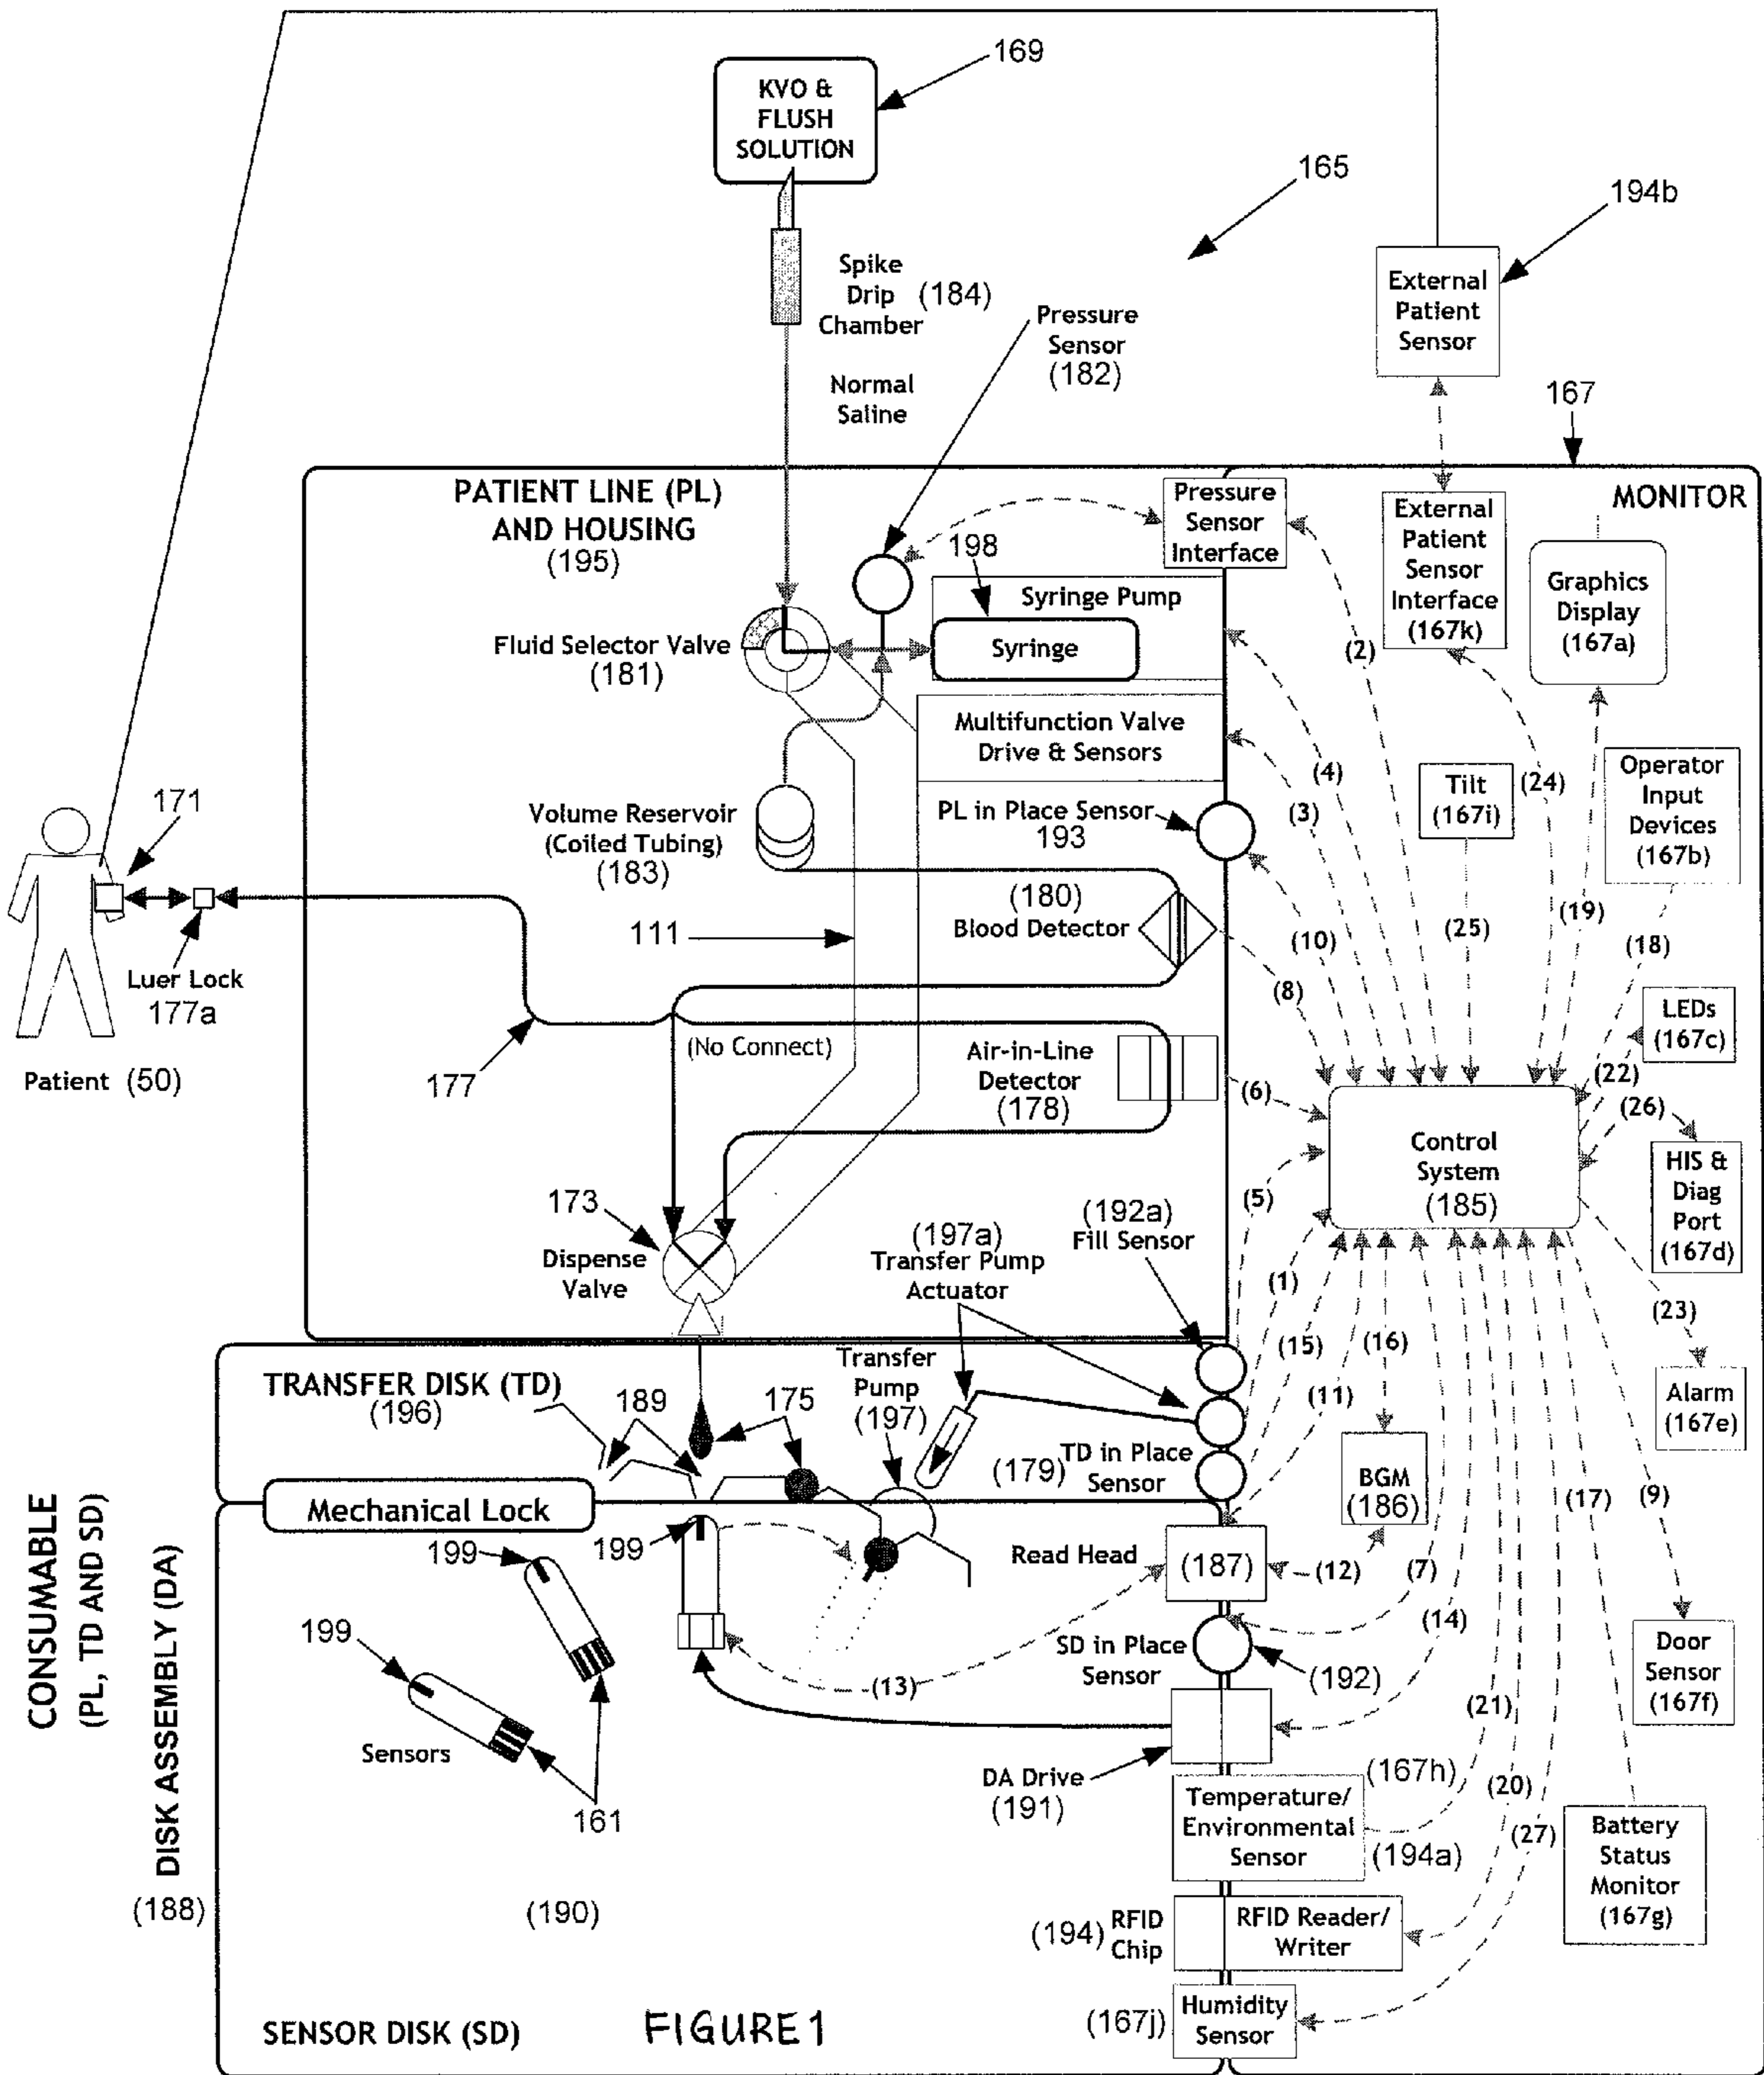 169
KVO &
FLUSH
SOLUTION
165
194b
Spike
Drip
Chamber
(184)
External
Patient
Sensor
Pressure
Sensor
(182)
Normal
Saline
167
PATIENT LINE (PL)
AND HOUSING
(195)
Pressure
Sensor
Interface
MONITOR
External
Patient
Sensor
Interface
(167k)
Graphics
Display
(167a)
198
Syringe Pump
Syringe
Fluid Selector Valve
(181)
(2)
Multifunction Valve
Drive & Sensors
(4)
(3)
Tilt
(167i)
(24)
Operator
Input
Devices
(167b)
171
Volume Reservoir
(Coiled Tubing)
(183)
PL in Place Sensor
193
(180)
Blood Detector
111
(10)
(25)
(19)
(18)
(8)
Luer Lock
177a
LEDs
(167c)
(No Connect)
Air-in-Line
Detector
(178)
177
Patient (50)
(6)
(22)
(26)
Control
System
(185)
HIS &
Diag
Port
(167d)
(5)
173
Dispense
Valve
(192a)
Fill Sensor
(197a)
Transfer Pump
Actuator
(1)
(15)
(16)
(11)
(23)
TRANSFER DISK (TD)
(196)
189
175
Transfer
Pump
(197)
Alarm
(167e)
(179)
TD in Place
Sensor
BGM
(186)
Mechanical Lock
(17)
(9)
199
199
Read Head
(187)
(12)
(7)
(14)
199
SD in Place
Sensor
(192)
(13)
Door
Sensor
(167f)
Sensors
161
DA Drive
(191)
(167h)
(21)
(20)
Temperature/
Environmental
Sensor
(194a)
(27)
Battery
Status
Monitor
(167g)
CONSUMABLE
(PL, TD AND SD)
DISK ASSEMBLY (DA)
(188)
(190)
(194)
RFID
Chip
RFID Reader/
Writer
(167j)
Humidity
Sensor
SENSOR DISK (SD)
FIGURE 1